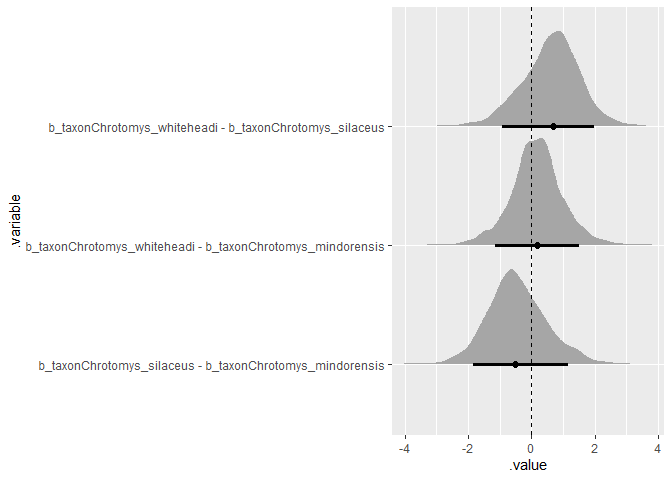 b_taxonChrotomys_whiteheadi - b_taxonChrotomys_silaceus
b_taxonChrotomys_whiteheadi - b_taxonChrotomys_mindorensis
b_taxonChrotomys_silaceus - b_taxonChrotomys_mindorensis
.variable
-4 -2 0 2 4
.value